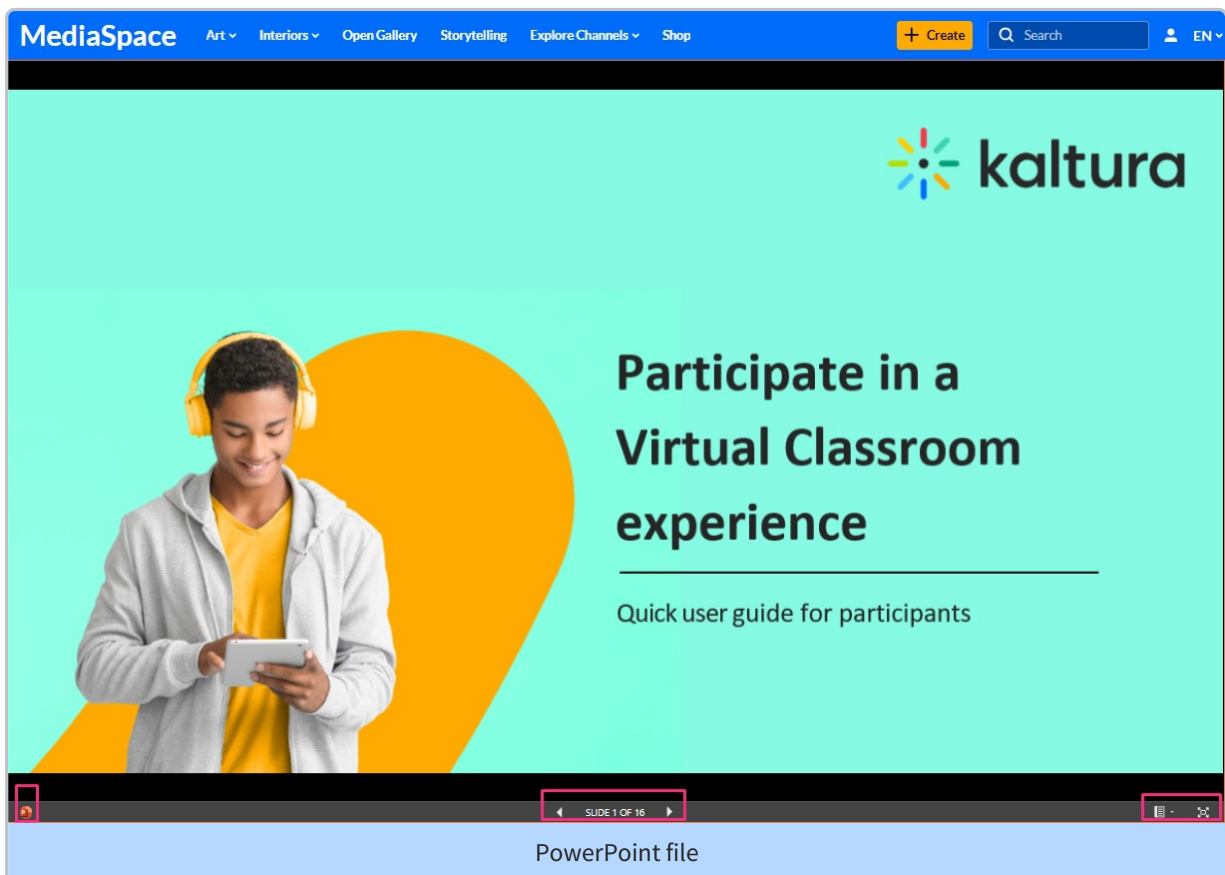 MediaSpace Art Interiors Open Gallery Storytelling Explore Channels Shop + Create Search EN
kaltura
Participate in a
Virtual Classroom
experience
Quick user guide for participants
SLIDE 1 OF 16
PowerPoint file